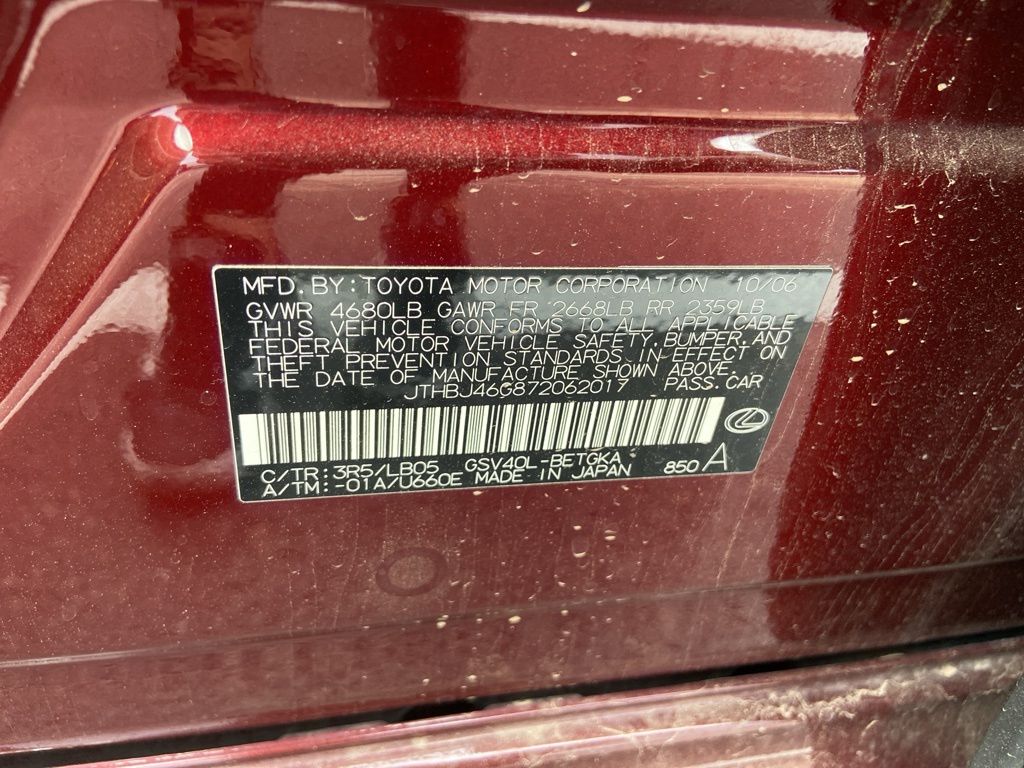 MFD. BY: TOYOTA MOTOR CORPORATION 10/06
GVWR 4680LB GAWR FR 2668LB RR 2359LB
THIS VEHICLE CONFORMS TO ALL APPLICABLE
FEDERAL MOTOR VEHICLE SAFETY, BUMPER, AND
THEFT PREVENTION STANDARDS IN EFFECT ON
THE DATE OF MANUFACTURE SHOWN ABOVE.
JTHBJ46G872062017 PASS. CAR
C/TR: 3R5/LB05 GSV40L-BETGKA
A/TM: -01A/U660E MADE IN JAPAN 850 A